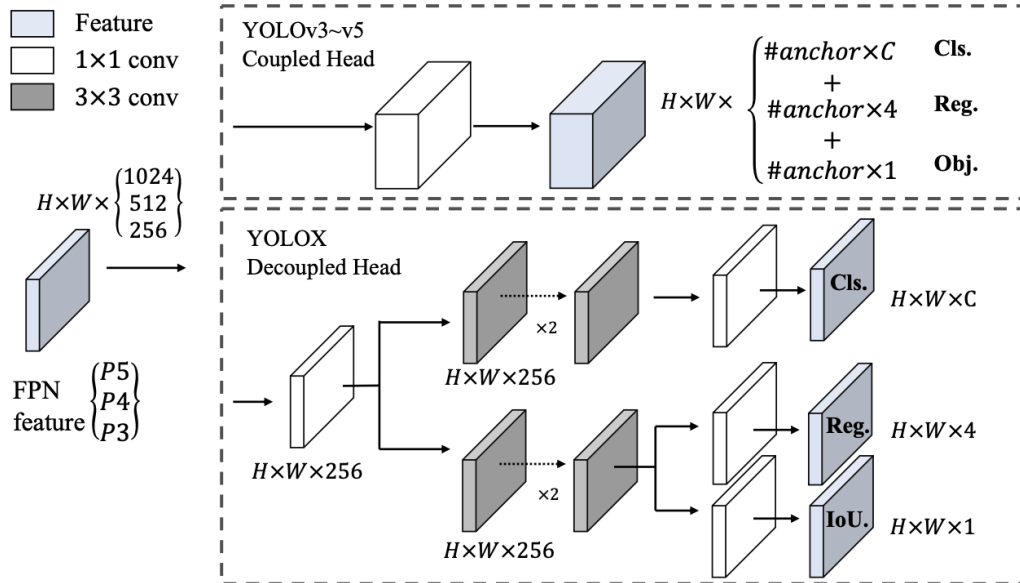 Feature
1×1 conv
3×3 conv
H×W×{1024
512
256}
FPN
feature
{P5
P4
P3}
YOLOv3~v5
Coupled Head
H×W×
{#anchor×C Cls.
+
#anchor×4 Reg.
+
#anchor×1 Obj.
YOLOX
Decoupled Head
H×W×256
×2
H×W×256
Cls.
H×W×C
×2
H×W×256
Reg.
H×W×4
IoU.
H×W×1